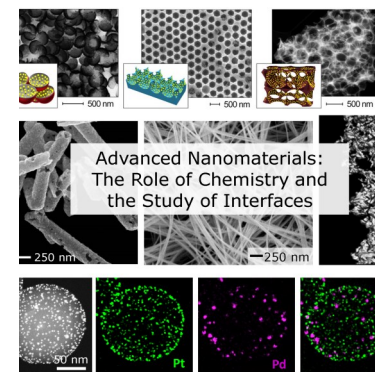 500 nm
500 nm
500 nm
Advanced Nanomaterials:
The Role of Chemistry and
the Study of Interfaces
250 nm
250 nm
50 nm
Pt
Pd